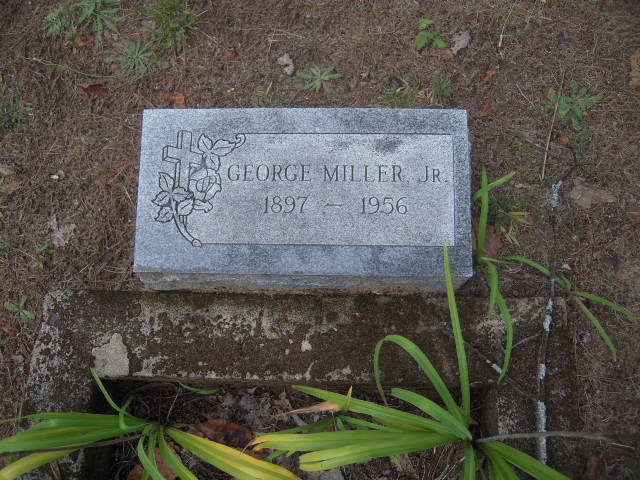 GEORGE MILLER, JR.
1897 — 1956